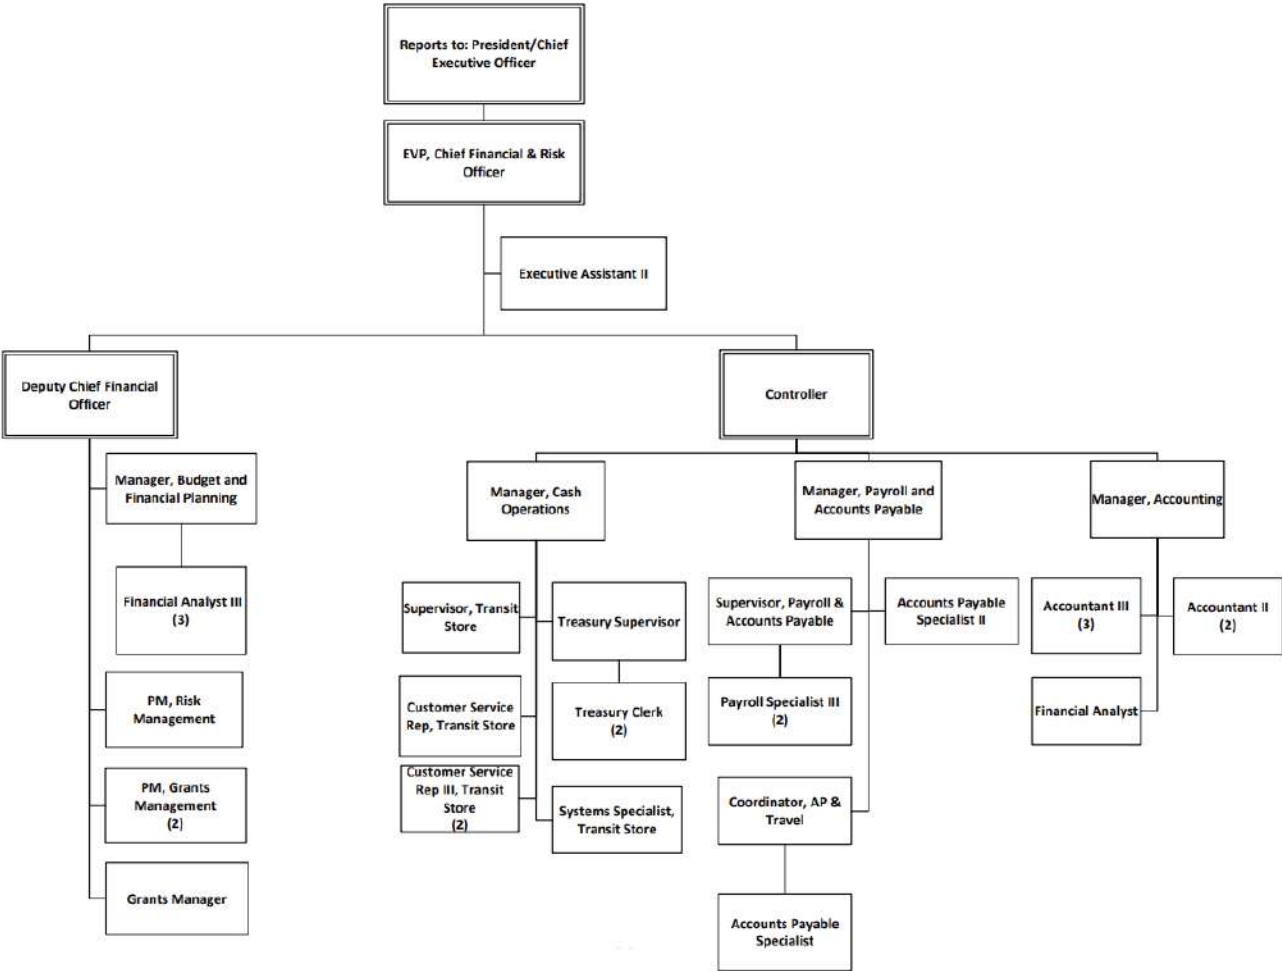 Reports to: President/Chief
Executive Officer
EVP, Chief Financial & Risk
Officer
Executive Assistant II
Deputy Chief Financial
Officer
Manager, Budget and
Financial Planning
Financial Analyst III
(3)
PM, Risk
Management
PM, Grants
Management
(2)
Grants Manager
Controller
Manager, Cash
Operations
Supervisor, Transit
Store
Treasury Supervisor
Customer Service
Rep, Transit Store
Treasury Clerk
(2)
Customer Service
Rep III, Transit
Store
(2)
Systems Specialist,
Transit Store
Manager, Payroll and
Accounts Payable
Supervisor, Payroll &
Accounts Payable
Accounts Payable
Specialist II
Payroll Specialist III
(2)
Coordinator, AP &
Travel
Accounts Payable
Specialist
Manager, Accounting
Accountant III
(3)
Accountant II
(2)
Financial Analyst